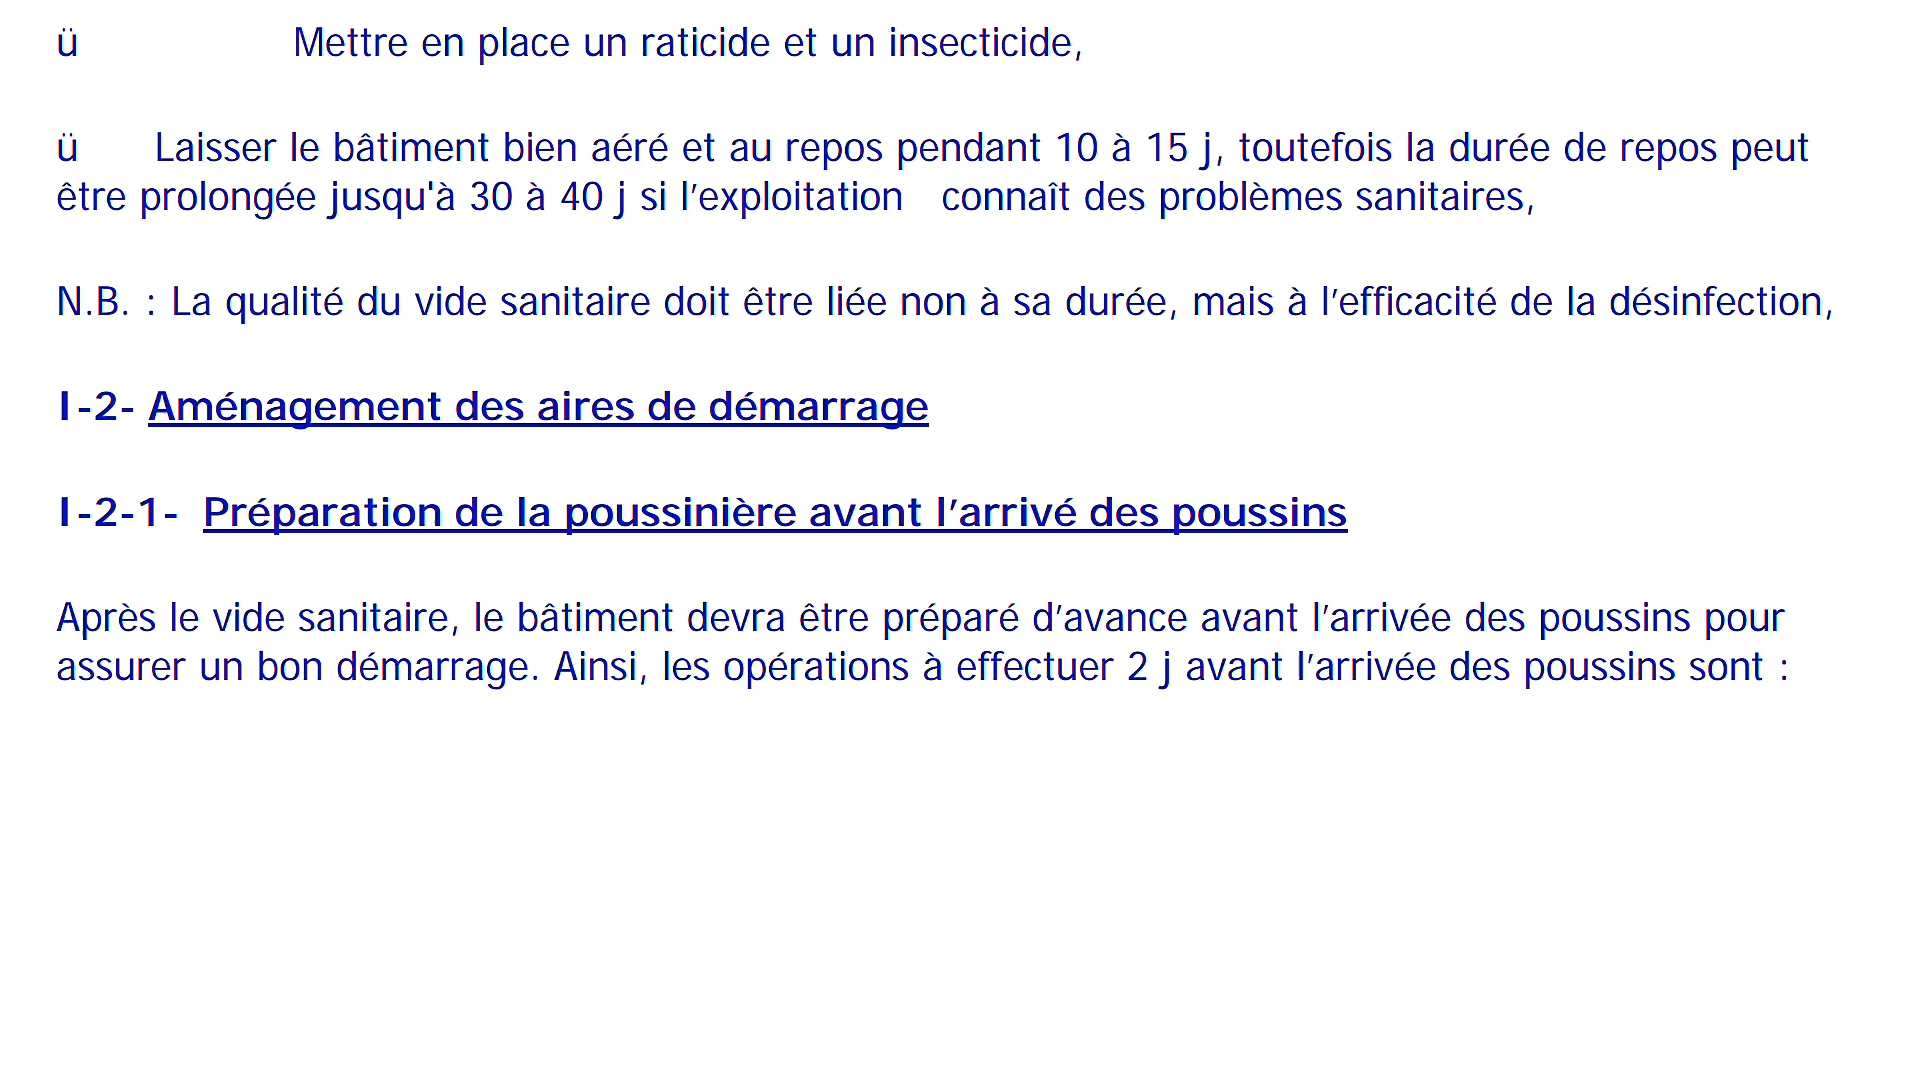 ü Mettre en place un raticide et un insecticide,
ü Laisser le bâtiment bien aéré et au repos pendant 10 à 15 j, toutefois la durée de repos peut
être prolongée jusqu'à 30 à 40 j si l’exploitation connaît des problèmes sanitaires,
N.B. : La qualité du vide sanitaire doit être liée non à sa durée, mais à l’efficacité de la désinfection,
I-2- Aménagement des aires de démarrage
I-2-1- Préparation de la poussinière avant l’arrivé des poussins
Après le vide sanitaire, le bâtiment devra être préparé d’avance avant l’arrivée des poussins pour
assurer un bon démarrage. Ainsi, les opérations à effectuer 2 j avant l’arrivée des poussins sont :